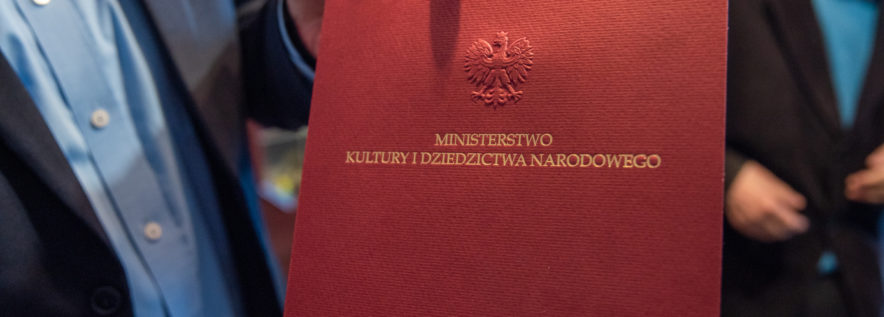 MINISTERSTWO
KULTURY I DZIEDZICTWA NARODOWEGO